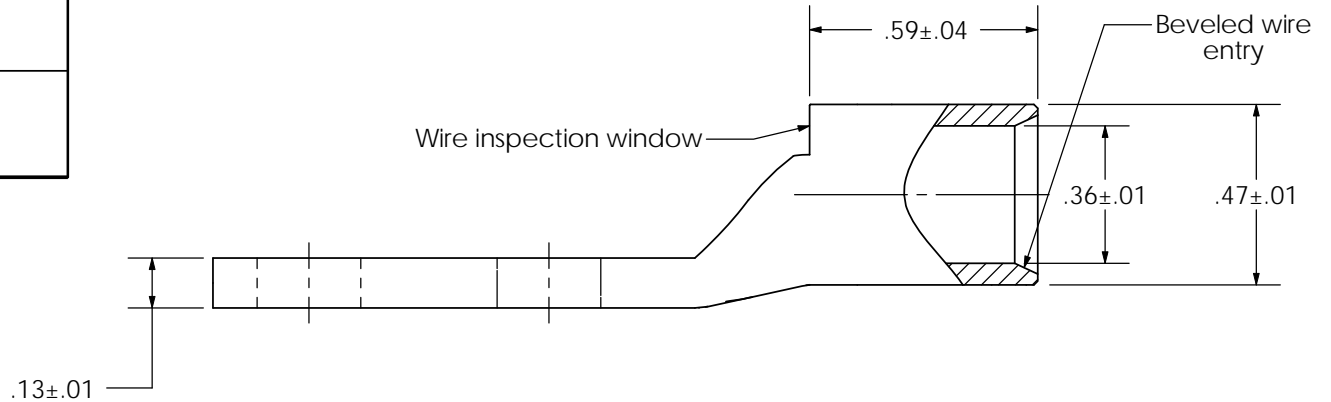 .59±.04
Beveled wire
entry
Wire inspection window
.36±.01
.47±.01
.13±.01